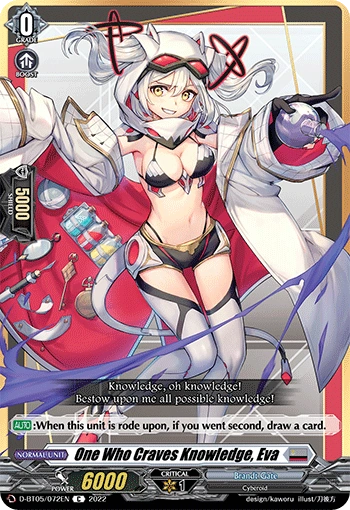 0
GRADE
BOOST
5000
SHIELD
Knowledge, oh knowledge!
Bestow upon me all possible knowledge!
AUTO:When this unit is rode upon, if you went second, draw a card.
NORMAL UNIT
One Who Craves Knowledge, Eva
POWER 6000
CRITICAL
1
Brandt Gate
Cyberoid
D-BT05/072EN C 2022
design/kaworu illust/刀彼方